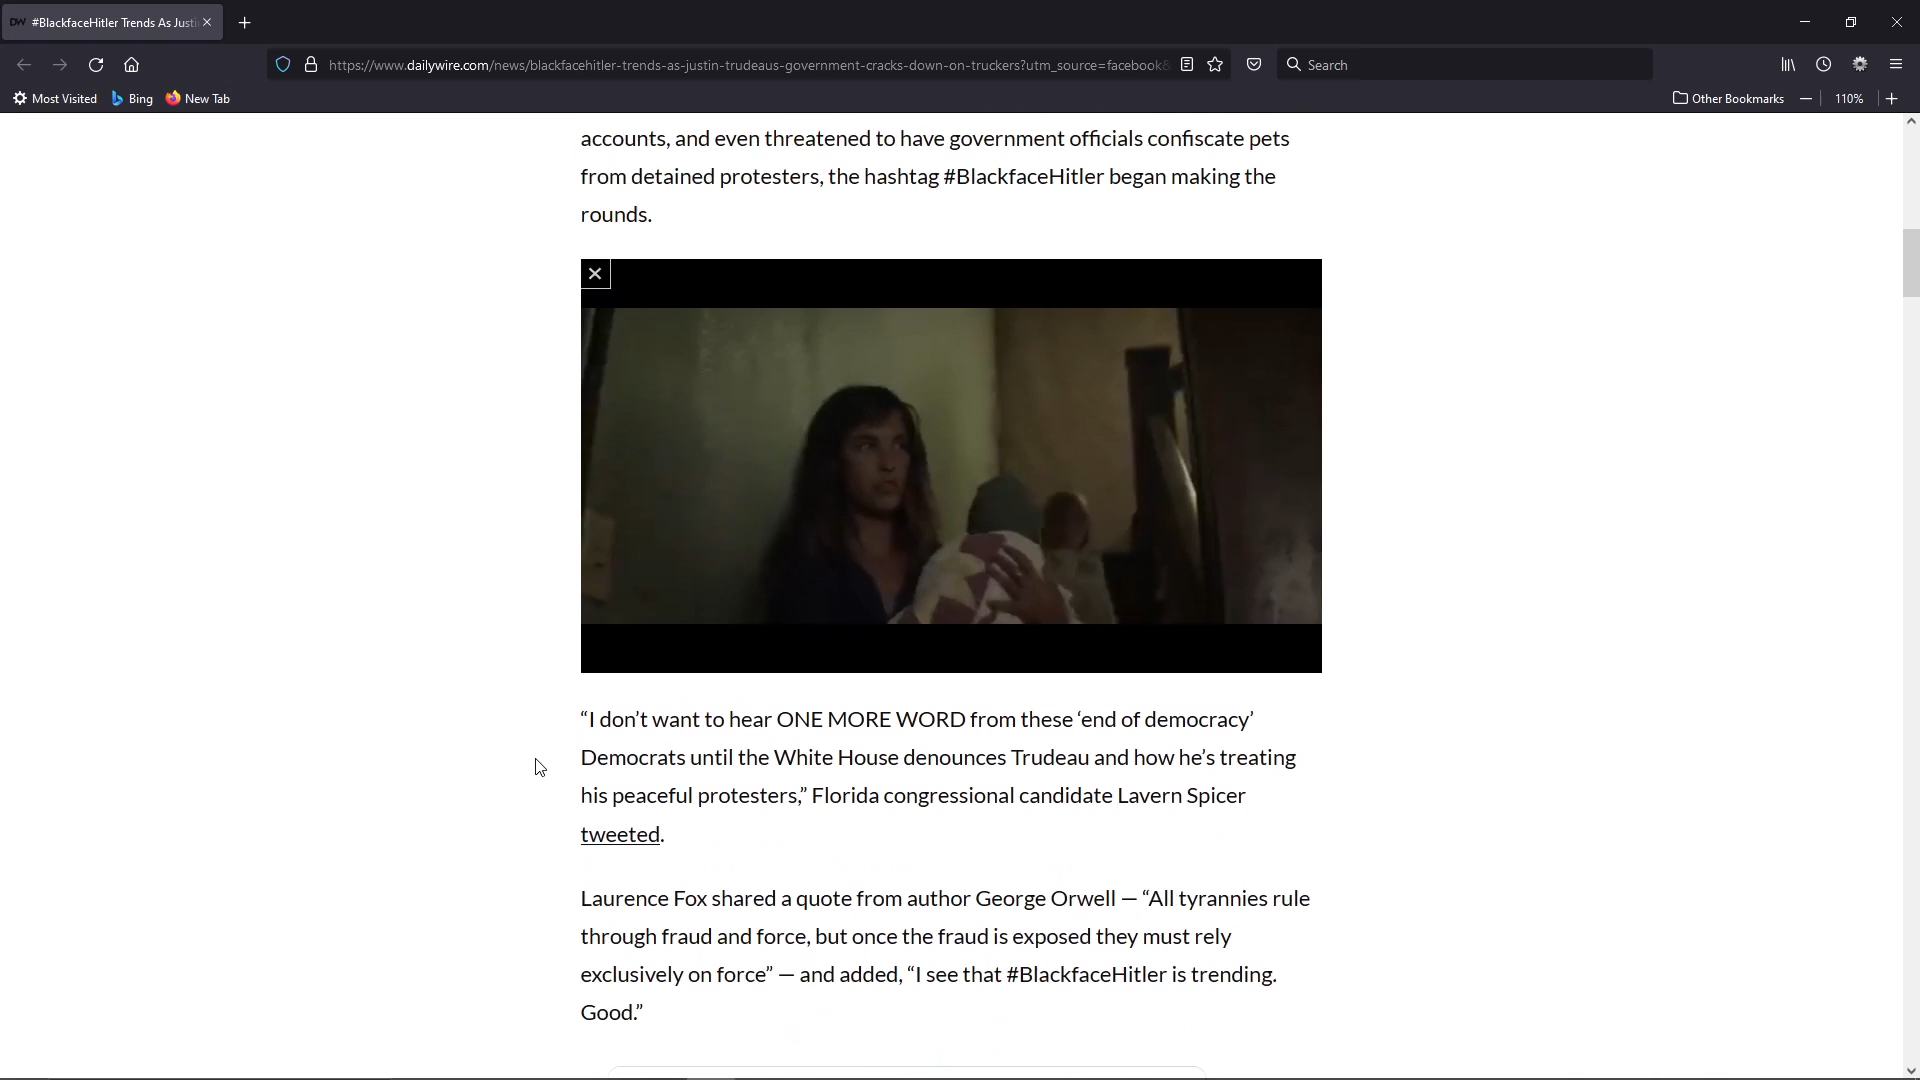 DW #BlackfaceHitler Trends As Justi
https://www.dailywire.com/news/blackfacehitler-trends-as-justin-trudeaus-government-cracks-down-on-truckers?utm_source=facebook&
Search
Most Visited
Bing
New Tab
Other Bookmarks
110%
accounts, and even threatened to have government officials confiscate pets
from detained protesters, the hashtag #BlackfaceHitler began making the
rounds.
“I don’t want to hear ONE MORE WORD from these ‘end of democracy’
Democrats until the White House denounces Trudeau and how he’s treating
his peaceful protesters,” Florida congressional candidate Lavern Spicer
tweeted.
Laurence Fox shared a quote from author George Orwell — “All tyrannies rule
through fraud and force, but once the fraud is exposed they must rely
exclusively on force” — and added, “I see that #BlackfaceHitler is trending.
Good.”